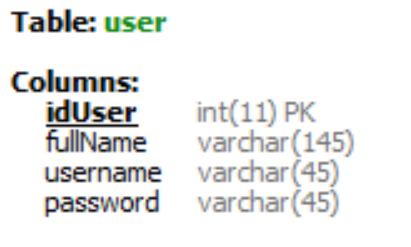 Table: user
Columns:
idUser int(11) PK
fullName varchar(145)
username varchar(45)
password varchar(45)